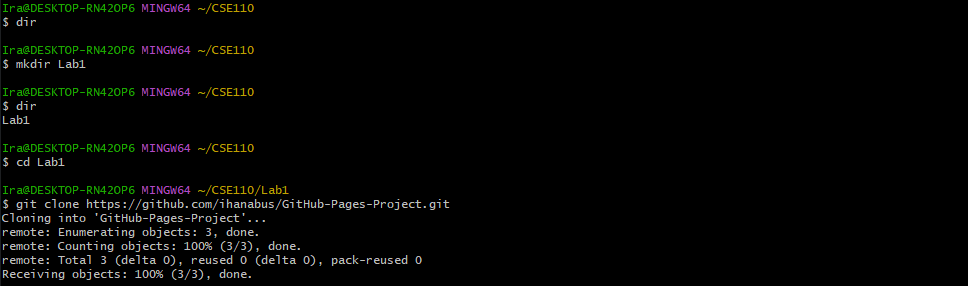 Ira@DESKTOP-RN42OP6 MINGW64 ~/CSE110
$ dir
Ira@DESKTOP-RN42OP6 MINGW64 ~/CSE110
$ mkdir Lab1
Ira@DESKTOP-RN42OP6 MINGW64 ~/CSE110
$ dir
Lab1
Ira@DESKTOP-RN42OP6 MINGW64 ~/CSE110
$ cd Lab1
Ira@DESKTOP-RN42OP6 MINGW64 ~/CSE110/Lab1
$ git clone https://github.com/ihanabus/GitHub-Pages-Project.git
Cloning into 'GitHub-Pages-Project'...
remote: Enumerating objects: 3, done.
remote: Counting objects: 100% (3/3), done.
remote: Total 3 (delta 0), reused 0 (delta 0), pack-reused 0
Receiving objects: 100% (3/3), done.